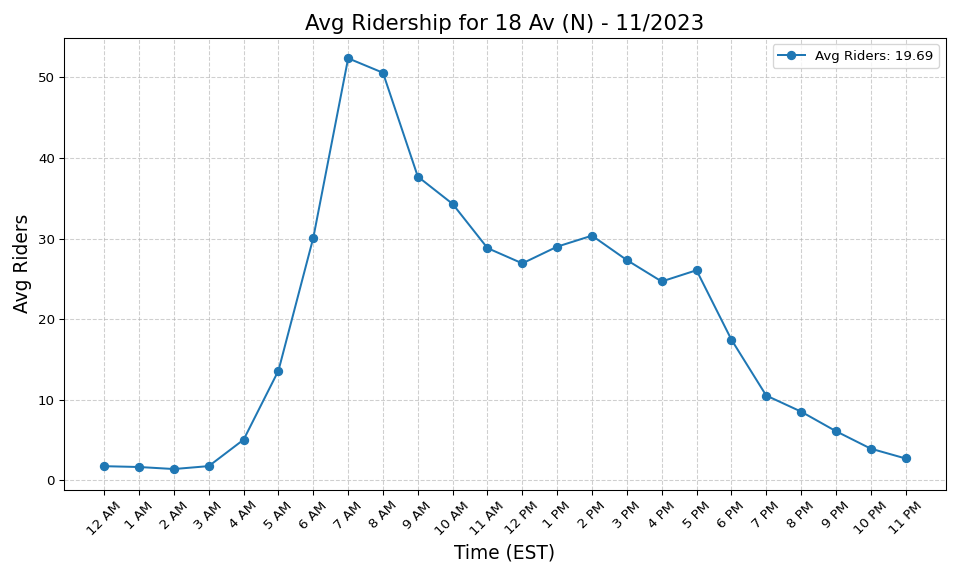 Avg Ridership for 18 Av (N) - 11/2023
Avg Riders: 19.69
Avg Riders
50
40
30
20
10
0
12 AM 1 AM 2 AM 3 AM 4 AM 5 AM 6 AM 7 AM 8 AM 9 AM 10 AM 11 AM 12 PM 1 PM 2 PM 3 PM 4 PM 5 PM 6 PM 7 PM 8 PM 9 PM 10 PM 11 PM
Time (EST)